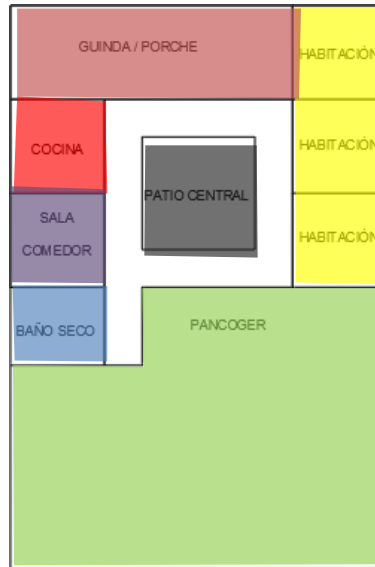 GUINDA / PORCHE
HABITACIÓN
COCINA
HABITACIÓN
PATIO CENTRAL
SALA
COMEDOR
HABITACIÓN
BAÑO SECO
PANCOGER